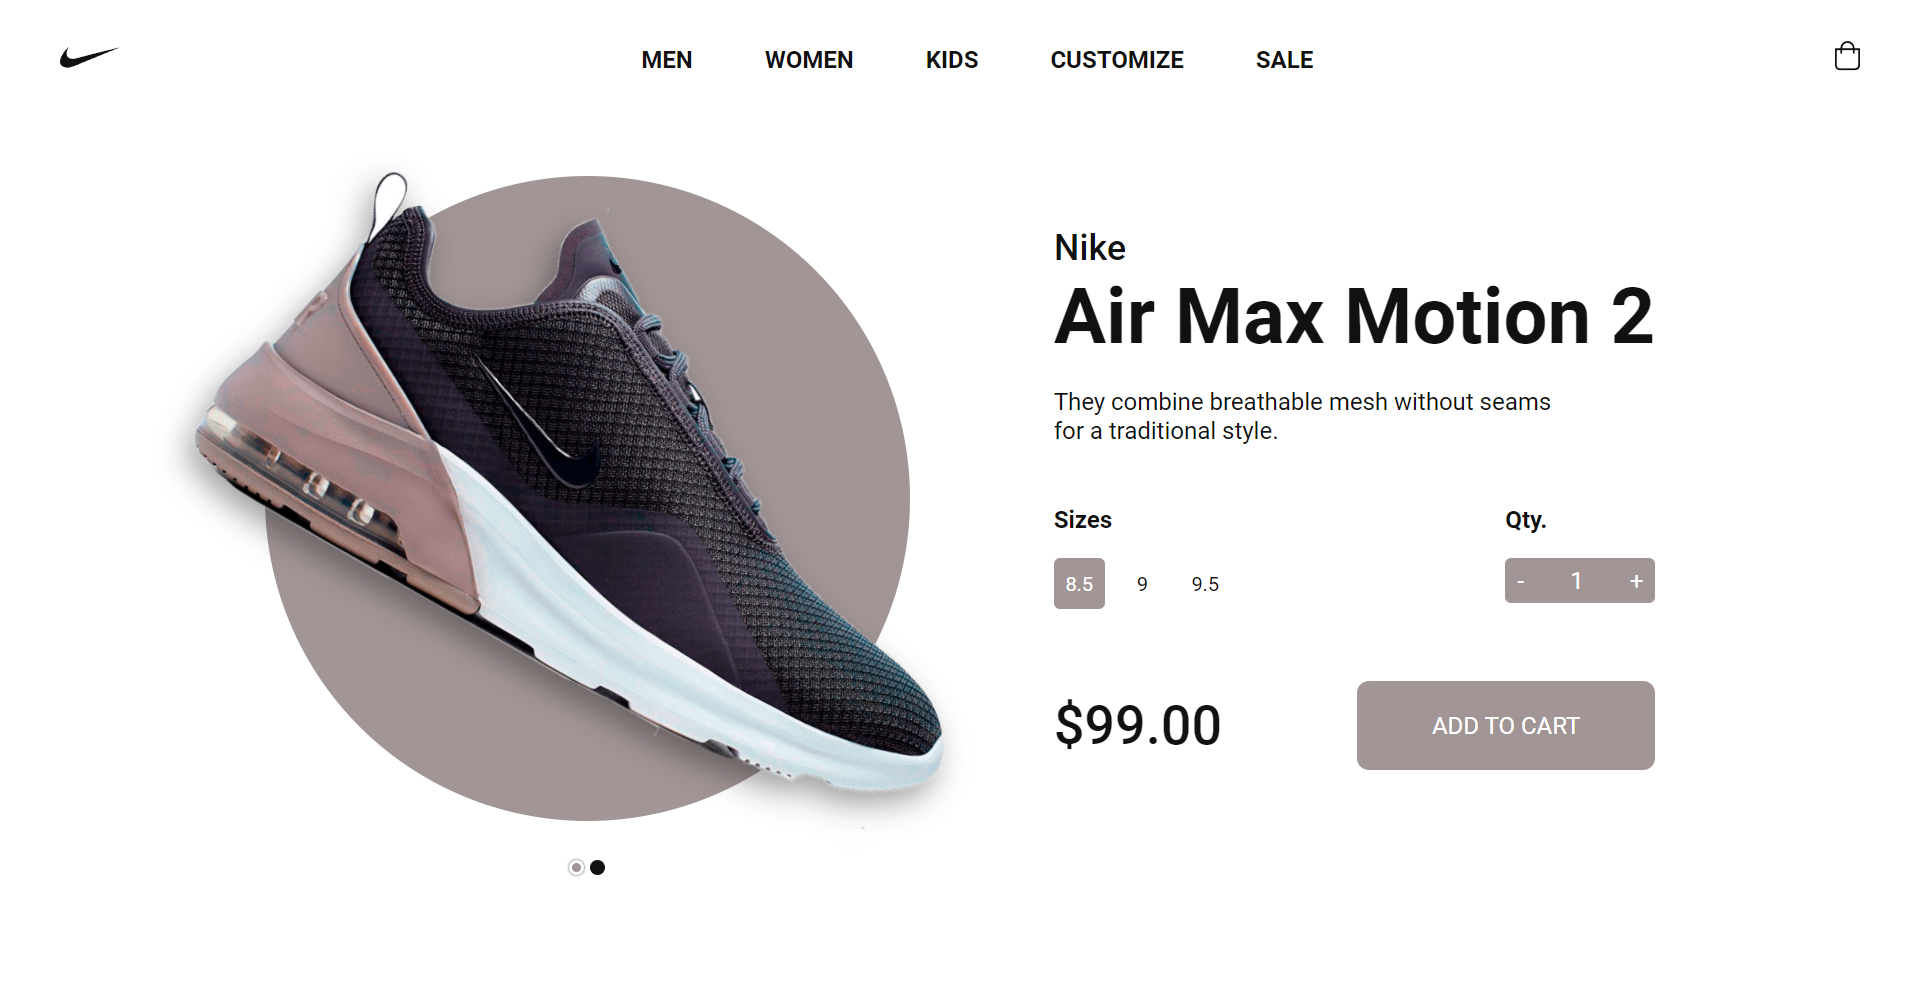 MEN WOMEN KIDS CUSTOMIZE SALE
Nike
Air Max Motion 2
They combine breathable mesh without seams
for a traditional style.
Sizes Qty.
8.5 9 9.5 - 1 +
$99.00 ADD TO CART